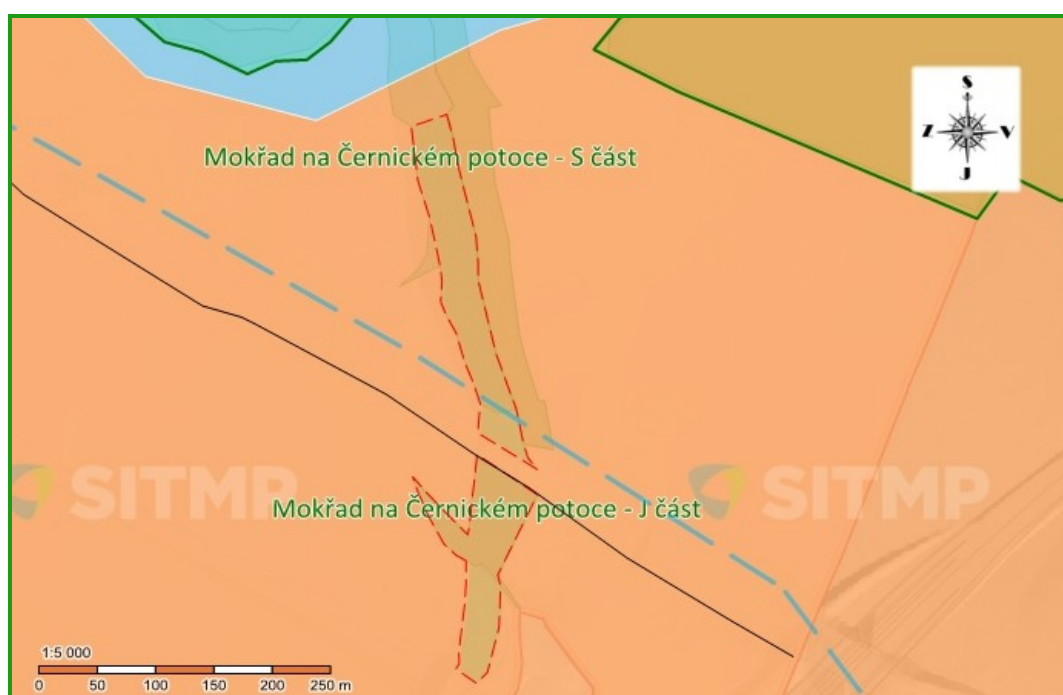 S
Z V
J
Mokřad na Černickém potoce - S část
SITMP SITMP
Mokřad na Černickém potoce - J část
1:5 000
0 50 100 150 200 250 m